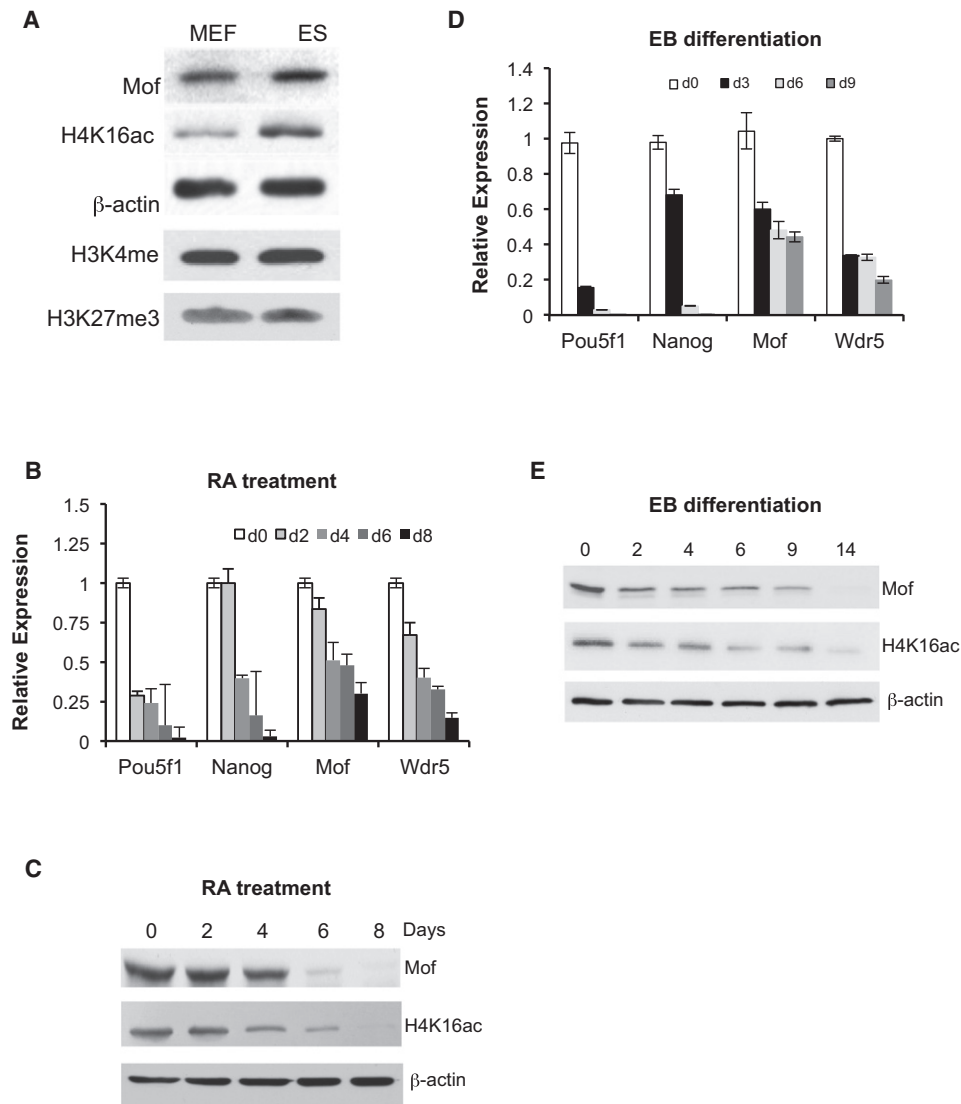 A
MEF ES
Mof
H4K16ac
β-actin
H3K4me
H3K27me3
B
RA treatment
Relative Expression
1.5
1.25
1
0.75
0.5
0.25
0
d0 d2 d4 d6 d8
Pou5f1 Nanog Mof Wdr5
C
RA treatment
0 2 4 6 8 Days
Mof
H4K16ac
β-actin
D
EB differentiation
Relative Expression
1.4
1.2
1
0.8
0.6
0.4
0.2
0
d0 d3 d6 d9
Pou5f1 Nanog Mof Wdr5
E
EB differentiation
0 2 4 6 9 14
Mof
H4K16ac
β-actin